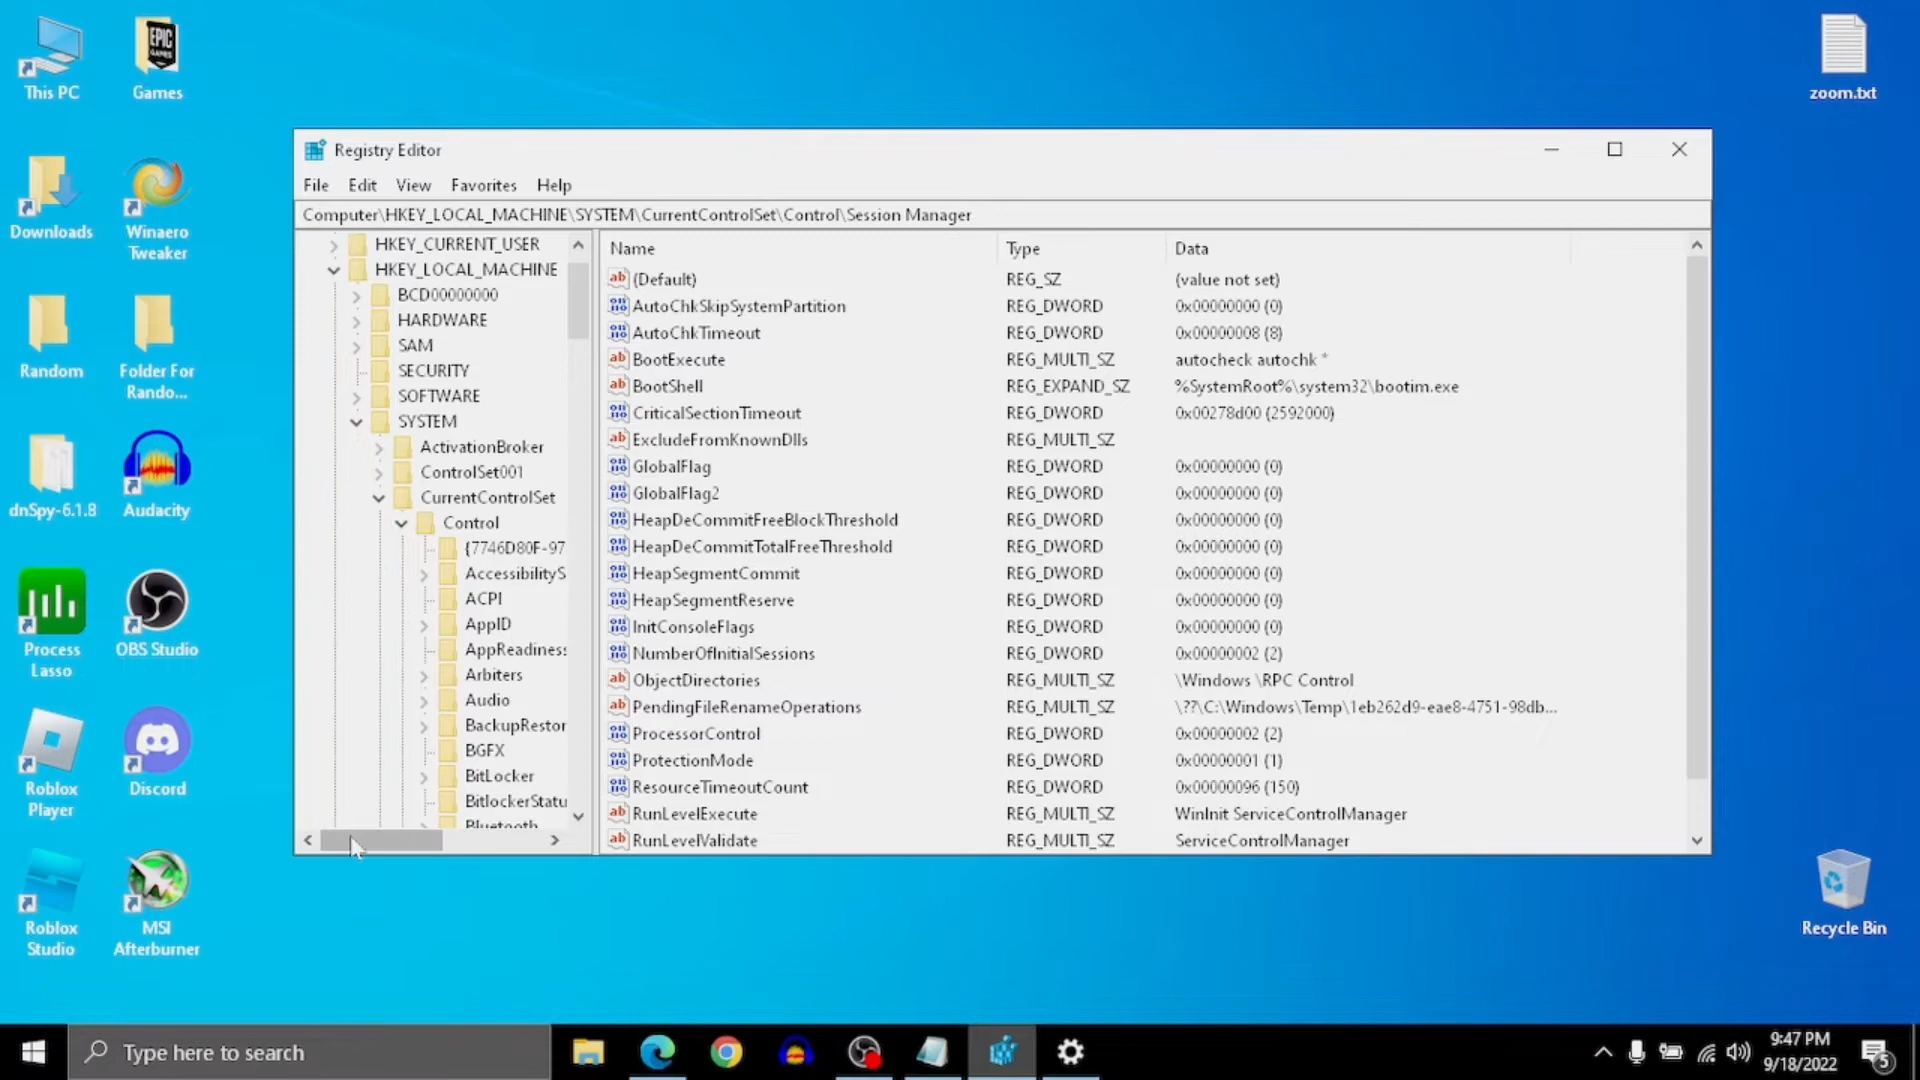 This PC
EPIC
GAMES
Games
Downloads
Winaero
Tweaker
Random
Folder For
Rando...
dnSpy-6.1.8
Audacity
Process
Lasso
OBS Studio
Roblox
Player
Discord
Roblox
Studio
MSI
Afterburner
zoom.txt
Recycle Bin
Registry Editor
File Edit View Favorites Help
Computer\HKEY_LOCAL_MACHINE\SYSTEM\CurrentControlSet\Control\Session Manager
HKEY_CURRENT_USER
HKEY_LOCAL_MACHINE
BCD00000000
HARDWARE
SAM
SECURITY
SOFTWARE
SYSTEM
ActivationBroker
ControlSet001
CurrentControlSet
Control
{7746D80F-97
AccessibilityS
ACPI
AppID
AppReadiness
Arbiters
Audio
BackupRestor
BGFX
BitLocker
BitlockerStatu
Bluetooth
Name Type Data
(Default) REG_SZ (value not set)
AutoChkSkipSystemPartition REG_DWORD 0x00000000 (0)
AutoChkTimeout REG_DWORD 0x00000008 (8)
BootExecute REG_MULTI_SZ autocheck autochk *
BootShell REG_EXPAND_SZ %SystemRoot%\system32\bootim.exe
CriticalSectionTimeout REG_DWORD 0x00278d00 (2592000)
ExcludeFromKnownDlls REG_MULTI_SZ
GlobalFlag REG_DWORD 0x00000000 (0)
GlobalFlag2 REG_DWORD 0x00000000 (0)
HeapDeCommitFreeBlockThreshold REG_DWORD 0x00000000 (0)
HeapDeCommitTotalFreeThreshold REG_DWORD 0x00000000 (0)
HeapSegmentCommit REG_DWORD 0x00000000 (0)
HeapSegmentReserve REG_DWORD 0x00000000 (0)
InitConsoleFlags REG_DWORD 0x00000000 (0)
NumberOfInitialSessions REG_DWORD 0x00000002 (2)
ObjectDirectories REG_MULTI_SZ \Windows \RPC Control
PendingFileRenameOperations REG_MULTI_SZ \??\C:\Windows\Temp\1eb262d9-eae8-4751-98db...
ProcessorControl REG_DWORD 0x00000002 (2)
ProtectionMode REG_DWORD 0x00000001 (1)
ResourceTimeoutCount REG_DWORD 0x00000096 (150)
RunLevelExecute REG_MULTI_SZ WinInit ServiceControlManager
RunLevelValidate REG_MULTI_SZ ServiceControlManager
Type here to search
9:47 PM
9/18/2022
5